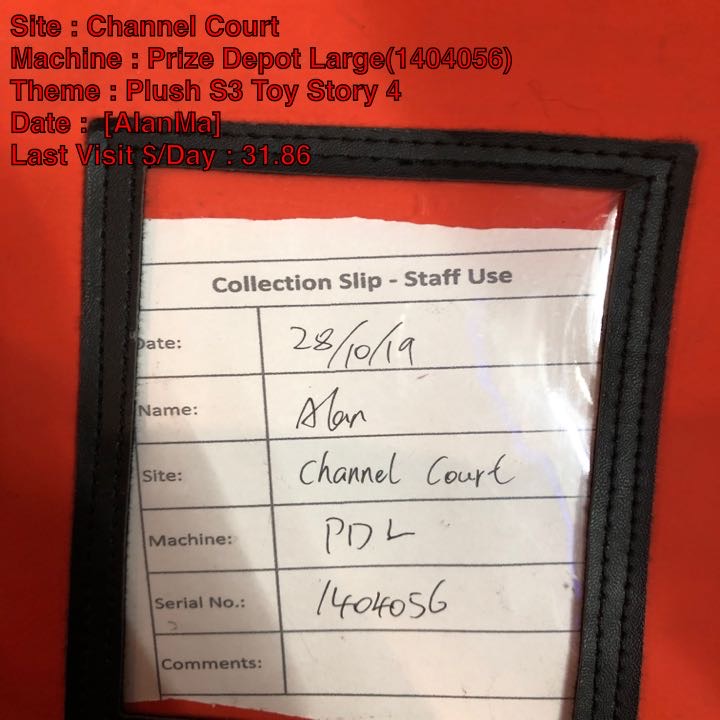 Site : Channel Court
Machine : Prize Depot Large(1404056)
Theme : Plush S3 Toy Story 4
Date : [AlanMa]
Last Visit $/Day : 31.86
Collection Slip - Staff Use
Date: 28/10/19
Name: Alan
Site: Channel Court
Machine: PDL
Serial No.: 1404056
Comments: